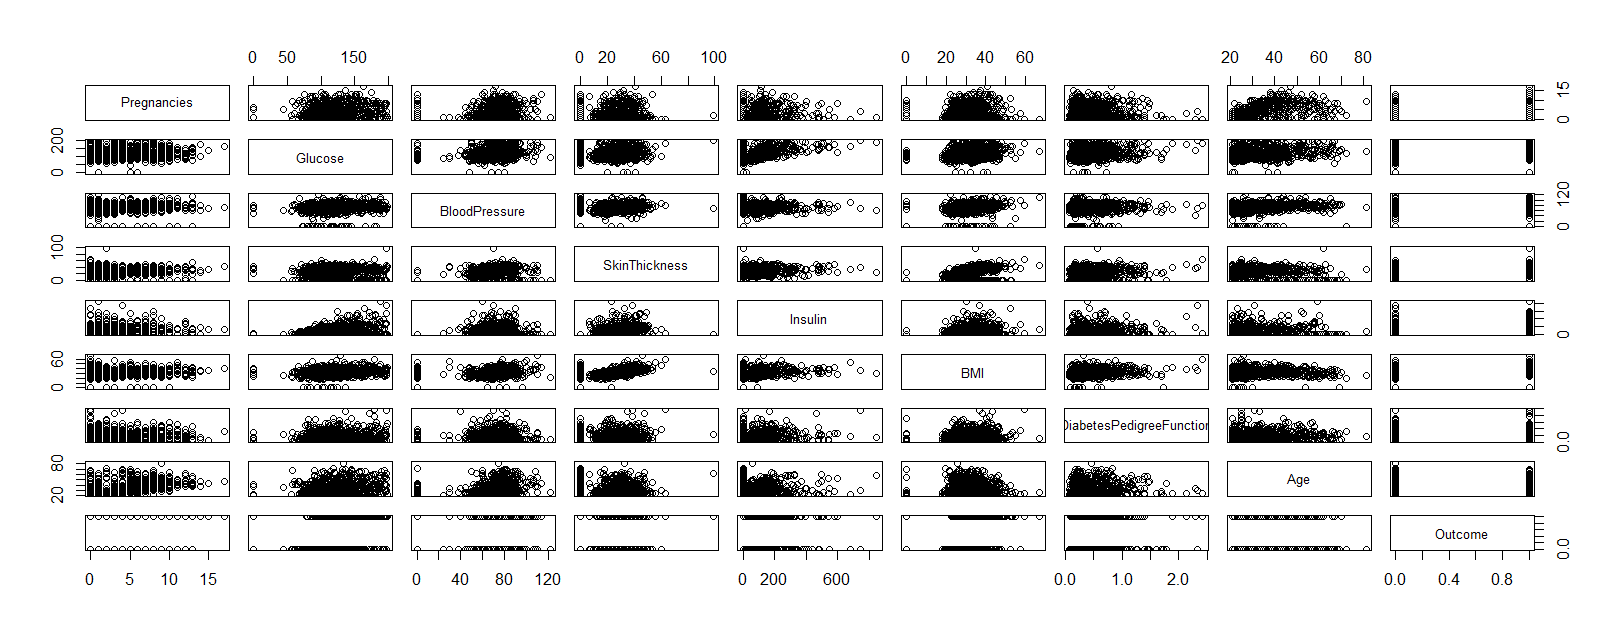 0 50 150 0 20 60 100 0 20 40 60 20 40 60 80
Pregnancies 0 15
0 200 Glucose
BloodPressure 0 120
0 100 SkinThickness
Insulin 0
0 60 BMI
DiabetesPedigreeFunction 0.0
20 80 Age
Outcome 0.0
0 5 10 15 0 40 80 120 0 200 600 0.0 1.0 2.0 0.0 0.4 0.8